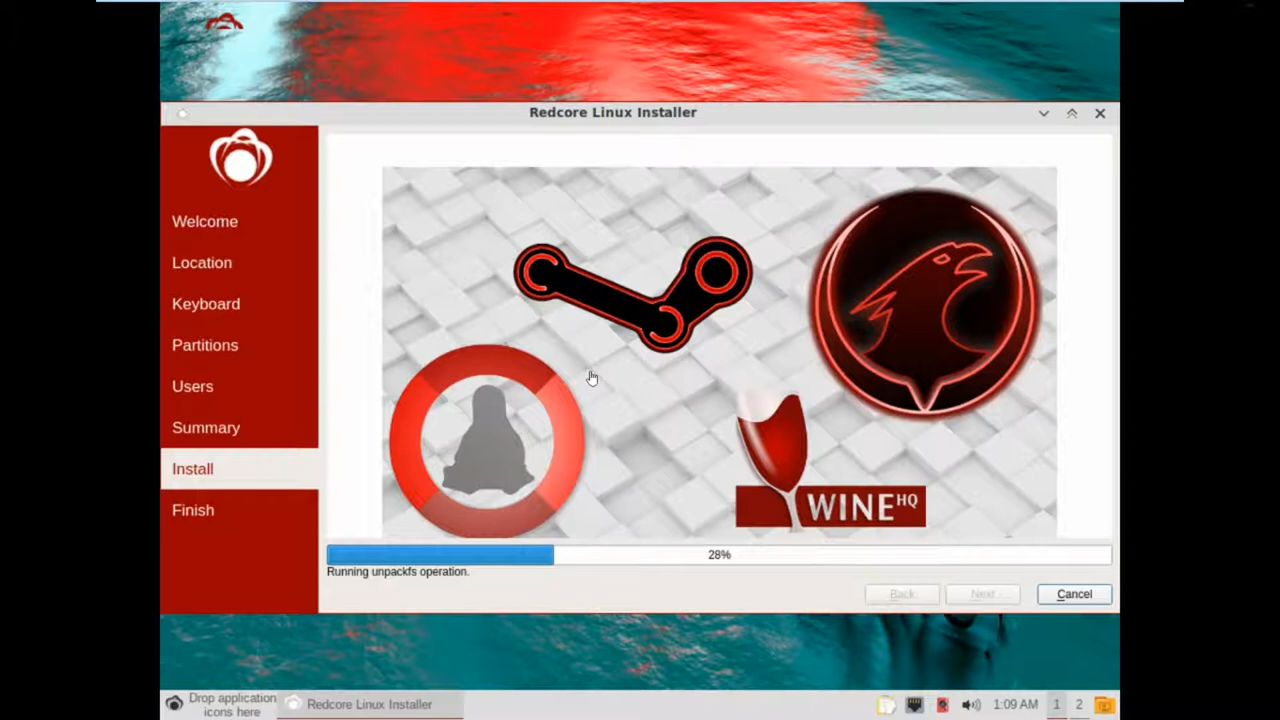 Redcore Linux Installer
Welcome
Location
Keyboard
Partitions
Users
Summary
Install
Finish
WINE HQ
28%
Running unpackfs operation.
Back
Next
Cancel
Drop application
icons here
Redcore Linux Installer
1:09 AM
1
2